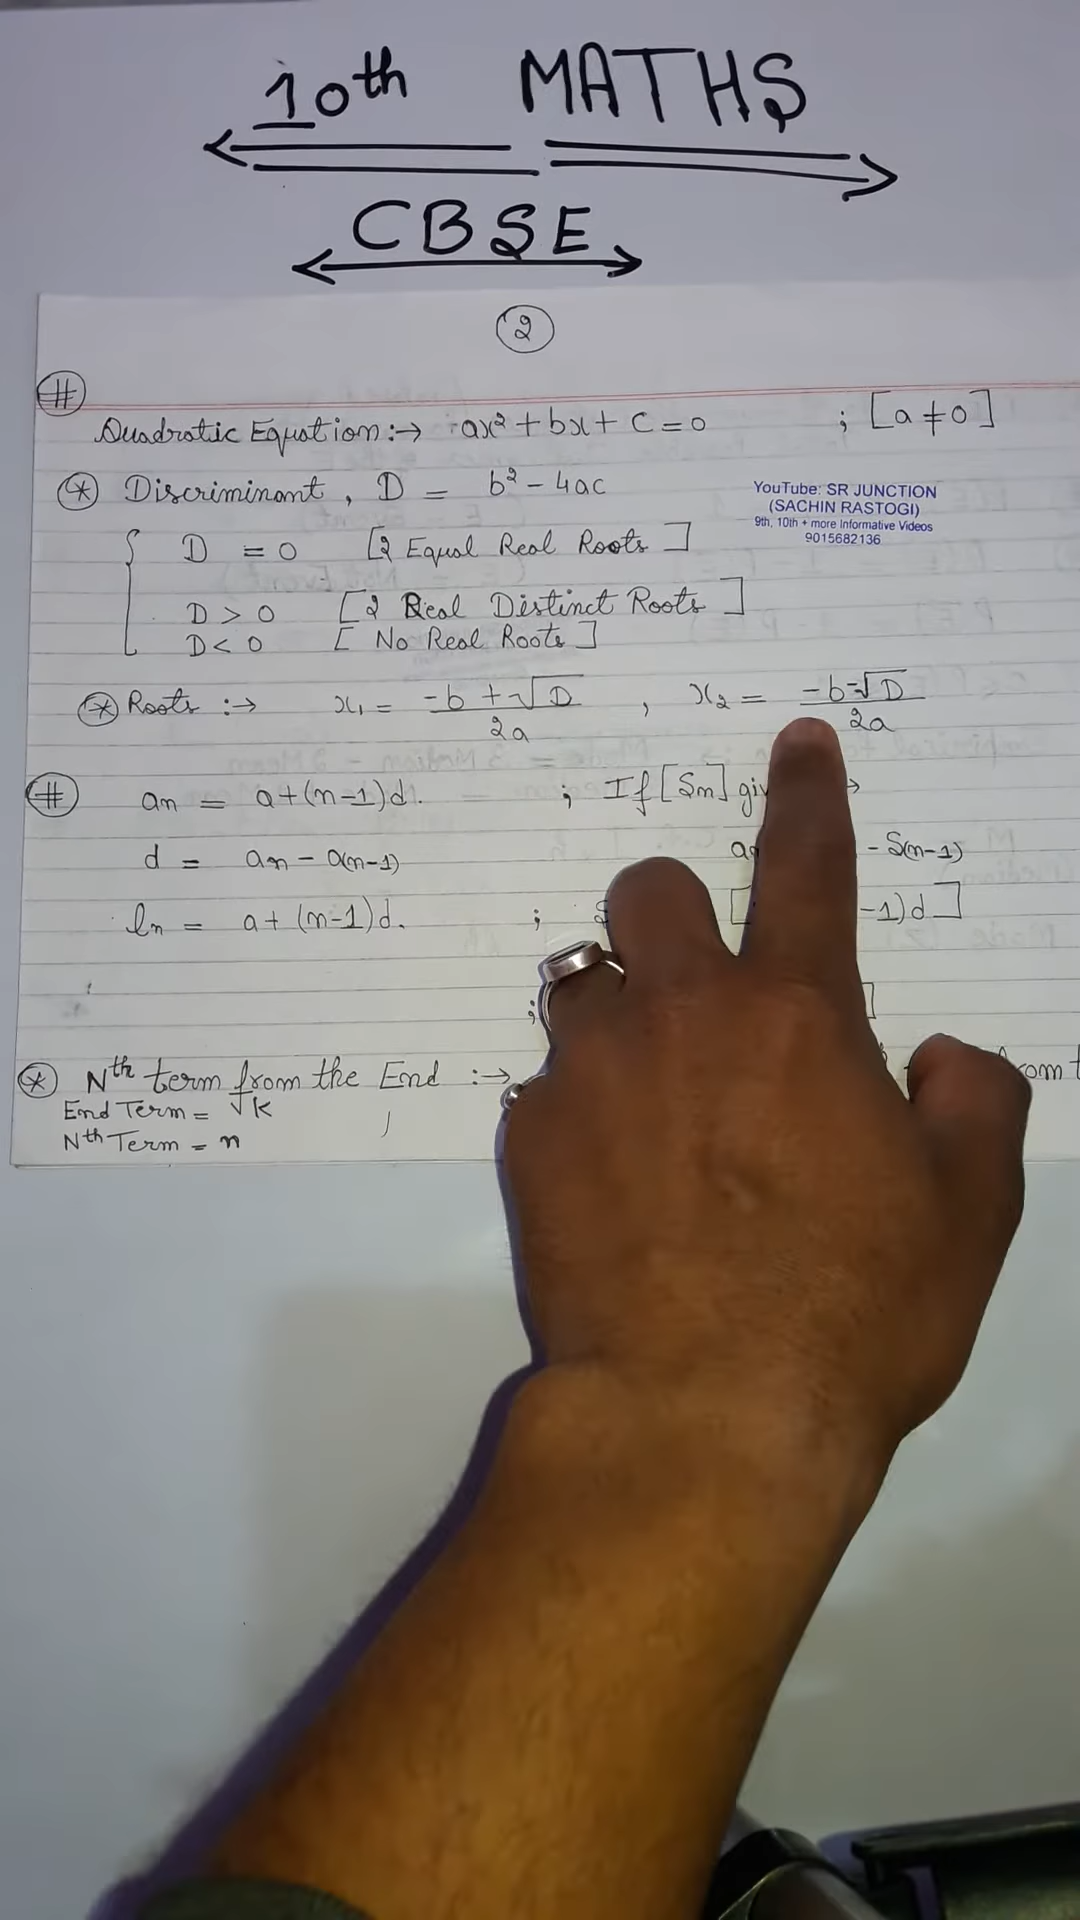 10th MATHS
CBSE
2
#
Quadratic Equation :→ ax² + bx + c = 0 ; [a ≠ 0]
* Discriminant, D = b² - 4ac
YouTube: SR JUNCTION
(SACHIN RASTOGI)
9th, 10th + more Informative Videos
9015682136
D = 0 [2 Equal Real Roots]
D > 0 [2 Real Distinct Roots]
D < 0 [No Real Roots]
* Roots :→ x₁ = (-b + √D)/2a , x₂ = (-b - √D)/2a
# an = a + (n-1)d. ; If [Sn]
d = an - a(n-1) - S(n-1)
ln = a + (n-1)d. ; [ -1)d]
; ]
* Nth term from the End :→
End Term = K
Nth Term = n